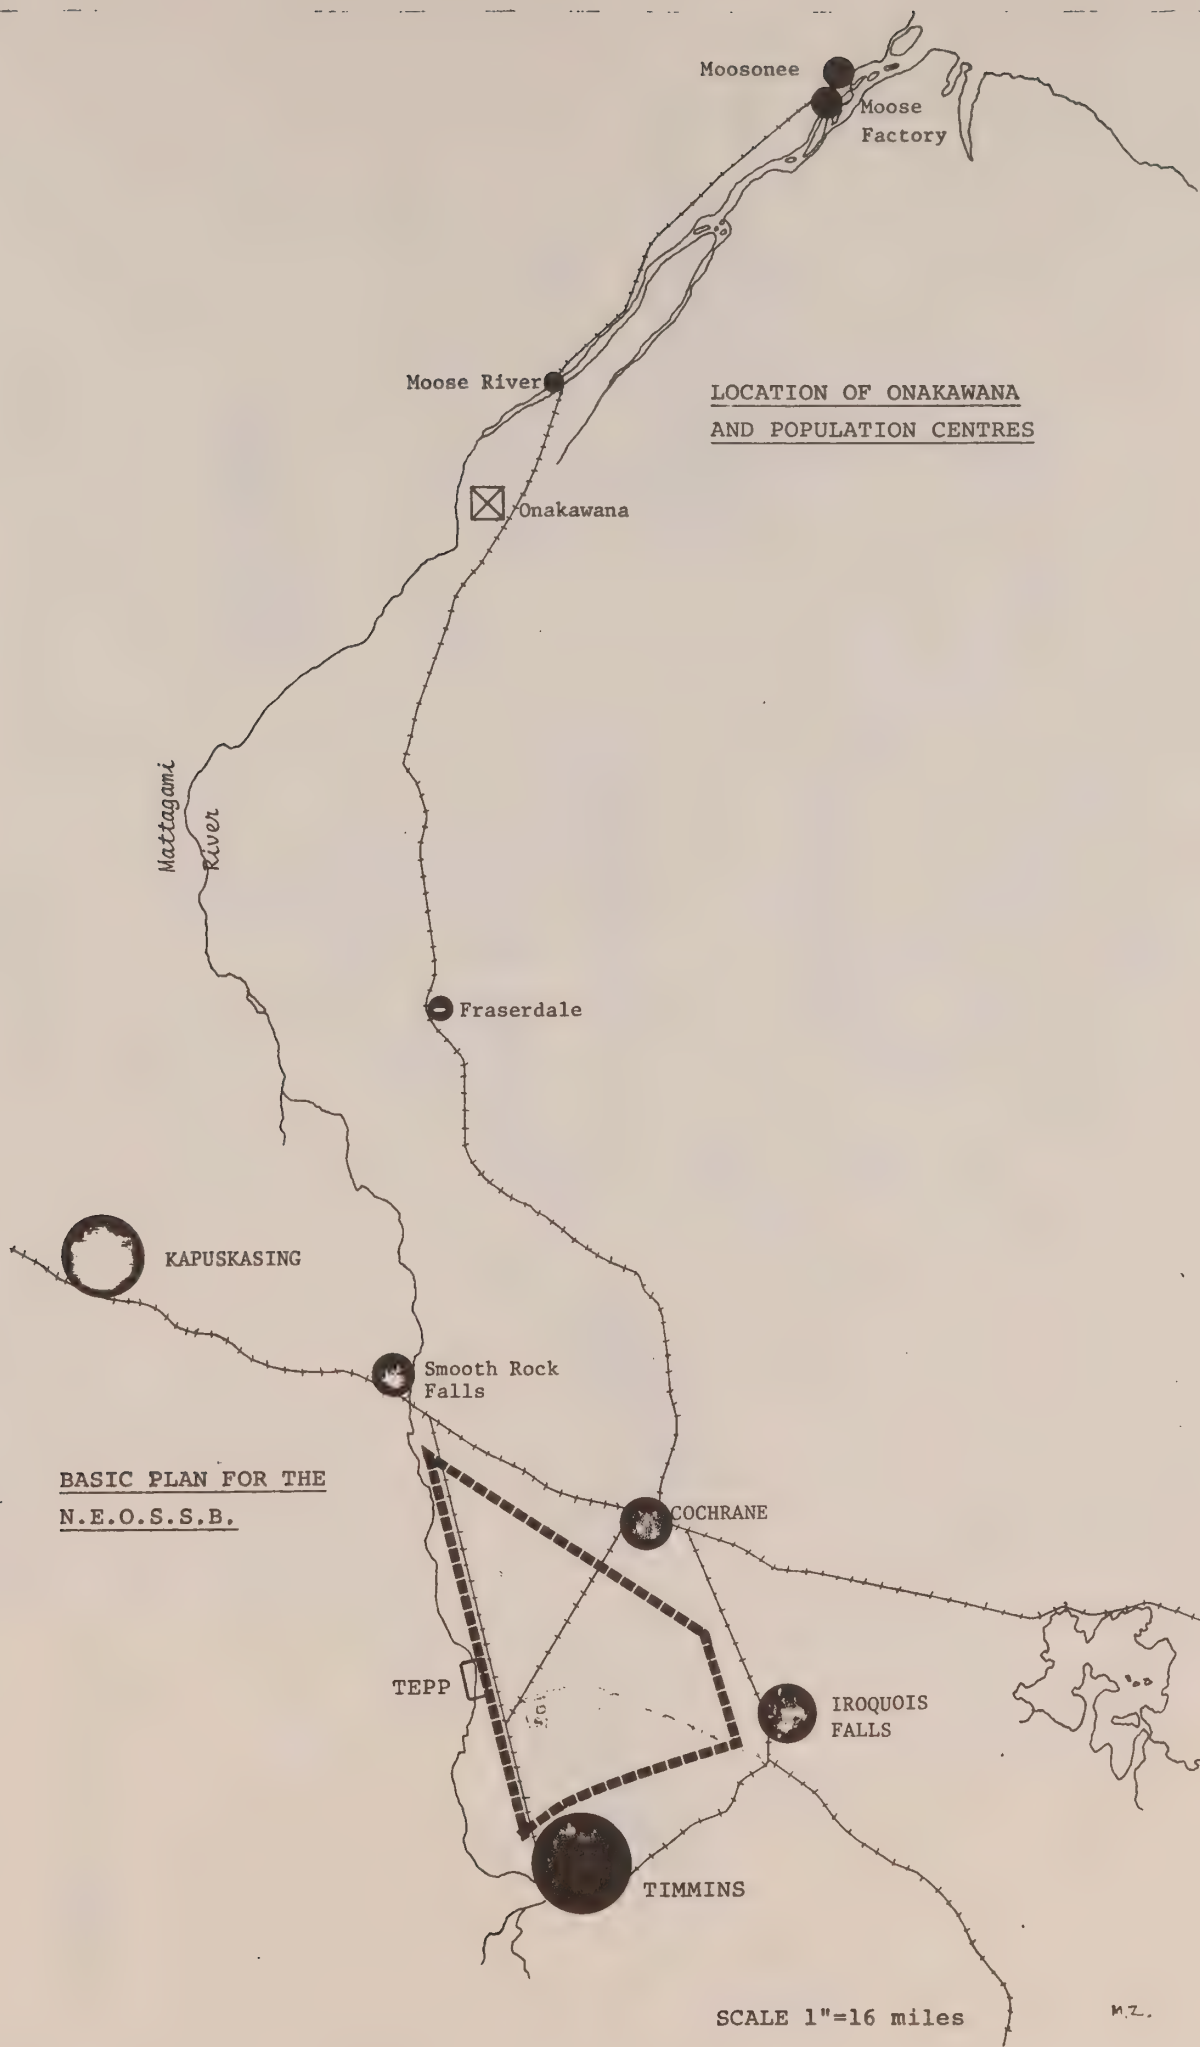 Moosonee
Moose
Factory
Moose River
LOCATION OF ONAKAWANA
AND POPULATION CENTRES
Onakawana
Mattagami
River
Fraserdale
KAPUSKASING
Smooth Rock
Falls
BASIC PLAN FOR THE
N.E.O.S.S.B.
COCHRANE
TEPP
IROQUOIS
FALLS
TIMMINS
SCALE 1"=16 miles
M.Z.